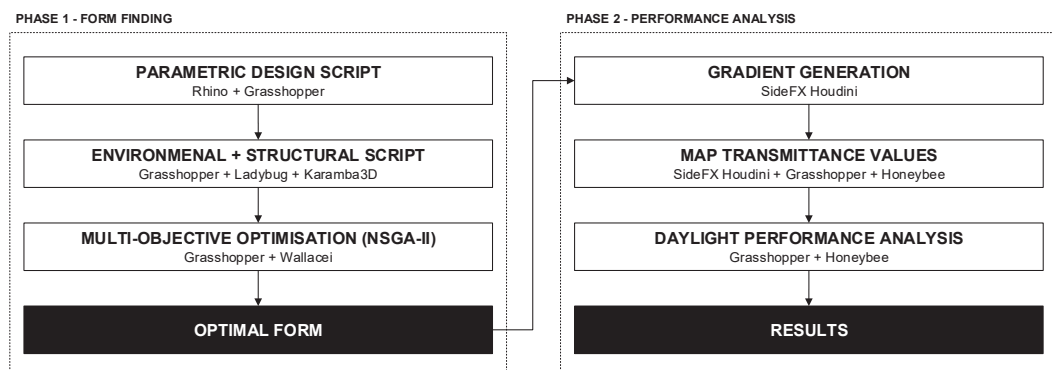 PHASE 1 - FORM FINDING
PARAMETRIC DESIGN SCRIPT
Rhino + Grasshopper
ENVIRONMENAL + STRUCTURAL SCRIPT
Grasshopper + Ladybug + Karamba3D
MULTI-OBJECTIVE OPTIMISATION (NSGA-II)
Grasshopper + Wallacei
OPTIMAL FORM
PHASE 2 - PERFORMANCE ANALYSIS
GRADIENT GENERATION
SideFX Houdini
MAP TRANSMITTANCE VALUES
SideFX Houdini + Grasshopper + Honeybee
DAYLIGHT PERFORMANCE ANALYSIS
Grasshopper + Honeybee
RESULTS